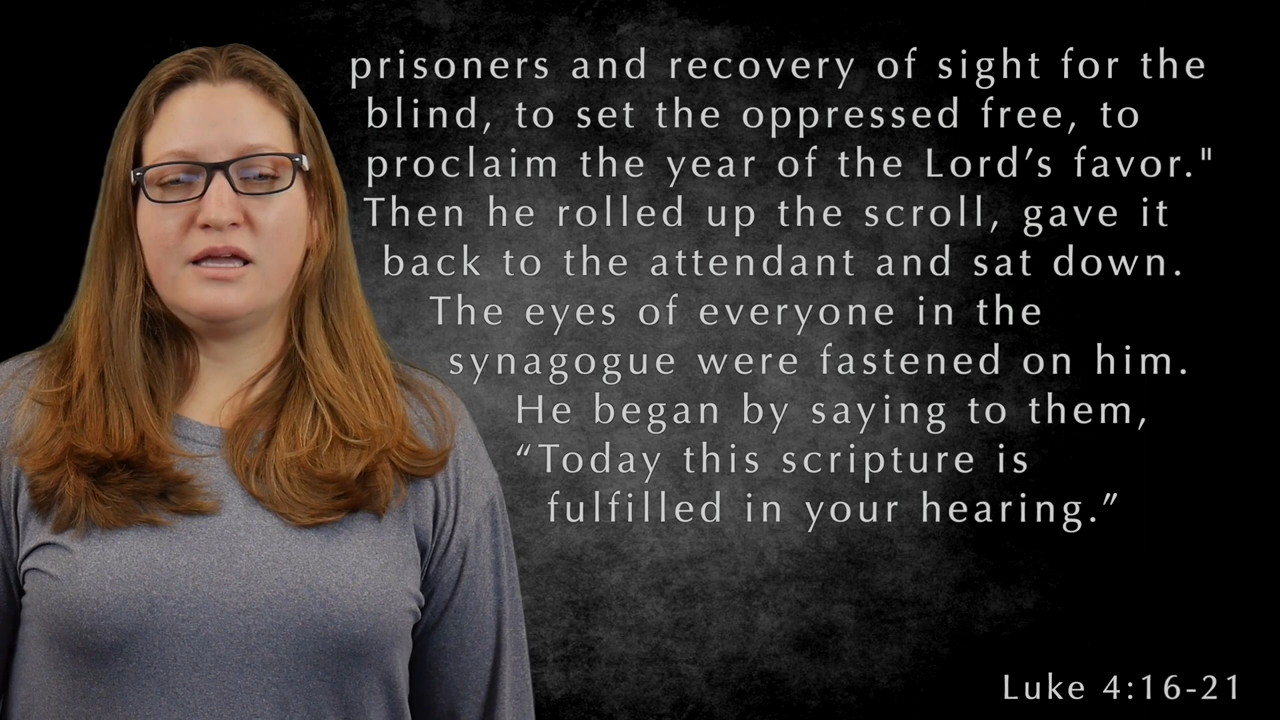 prisoners and recovery of sight for the
blind, to set the oppressed free, to
proclaim the year of the Lord’s favor."
Then he rolled up the scroll, gave it
back to the attendant and sat down.
The eyes of everyone in the
synagogue were fastened on him.
He began by saying to them,
“Today this scripture is
fulfilled in your hearing.”
Luke 4:16-21